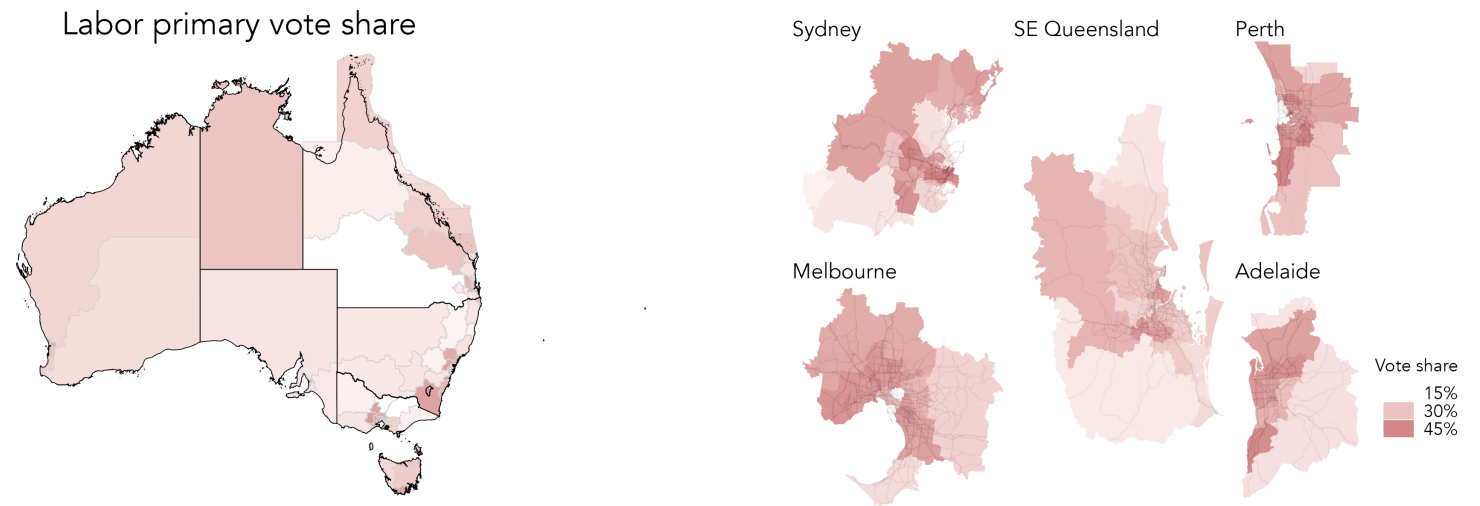 Labor primary vote share
Sydney
SE Queensland
Perth
Melbourne
Adelaide
Vote share
15%
30%
45%